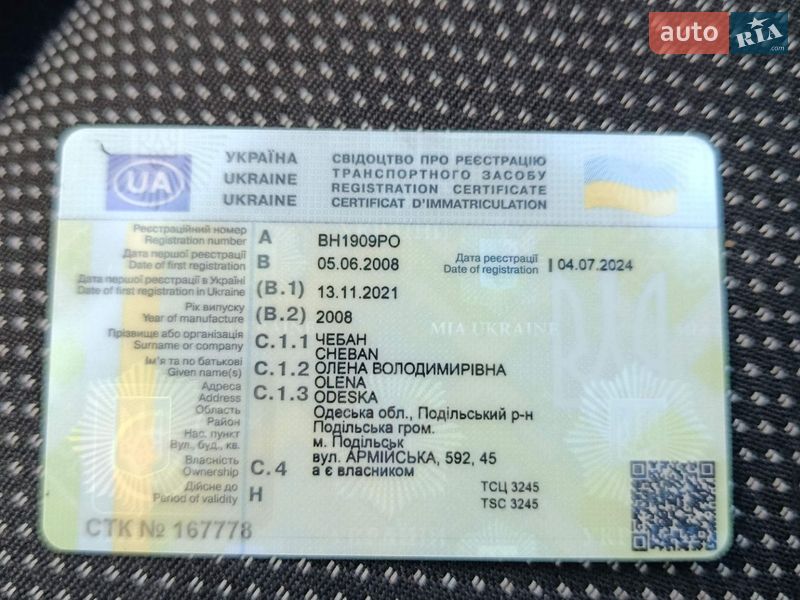 auto RIA .com
УКРАЇНА
UKRAINE
UKRAINE
СВІДОЦТВО ПРО РЕЄСТРАЦІЮ
ТРАНСПОРТНОГО ЗАСОБУ
REGISTRATION CERTIFICATE
CERTIFICAT D'IMMATRICULATION
UA
Реєстраційний номер
Registration number
A
BH1909PO
Дата першої реєстрації
Date of first registration
B
05.06.2008
Дата реєстрації
Date of registration
04.07.2024
Дата першої реєстрації в Україні
Date of first registration in Ukraine
(B.1)
13.11.2021
Рік випуску
Year of manufacture
(B.2)
2008
MIA UKRAINE
Прізвище або організація
Surname or company
C.1.1
ЧЕБАН
CHEBAN
Ім'я та по батькові
Given name(s)
C.1.2
ОЛЕНА ВОЛОДИМИРІВНА
OLENA
Адреса
Address
Область
Район
Нас. пункт
Вул., буд., кв.
C.1.3
ODESKA
Одеська обл., Подільський р-н
Подільська гром.
м. Подільськ
вул. АРМІЙСЬКА, 592, 45
Власність
Ownership
C.4
а є власником
Дійсне до
Period of validity
H
ТСЦ 3245
TSC 3245
СТК № 167778